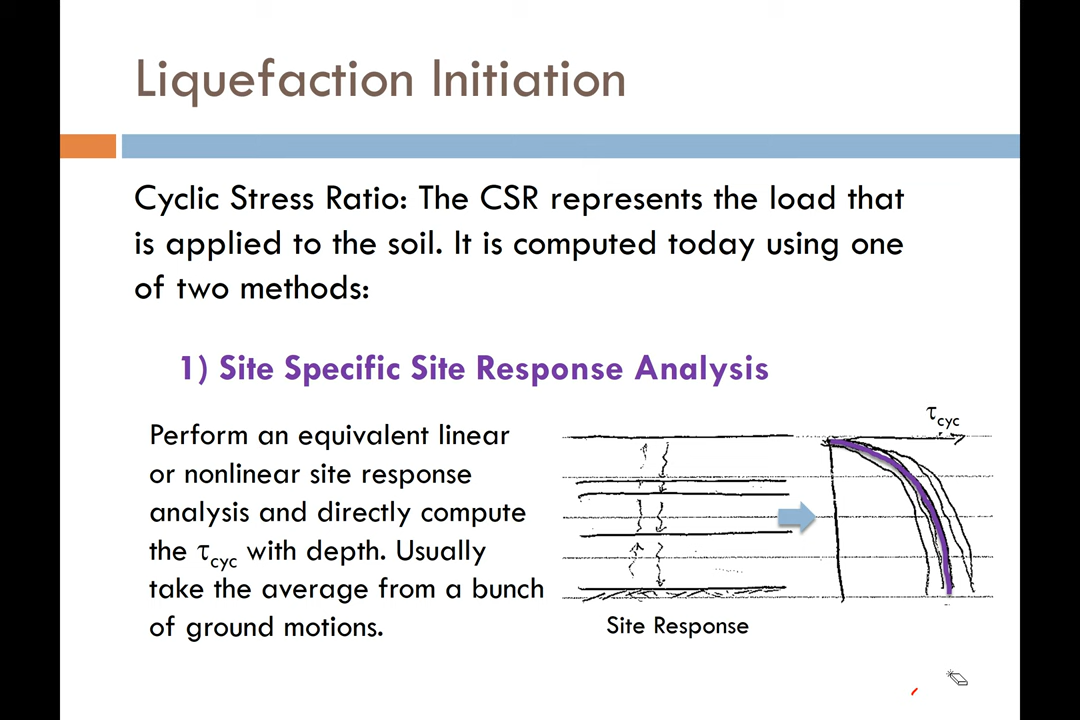 Liquefaction Initiation
Cyclic Stress Ratio: The CSR represents the load that
is applied to the soil. It is computed today using one
of two methods:
1) Site Specific Site Response Analysis
Perform an equivalent linear
or nonlinear site response
analysis and directly compute
the τcyc with depth. Usually
take the average from a bunch
of ground motions.
τcyc
Site Response